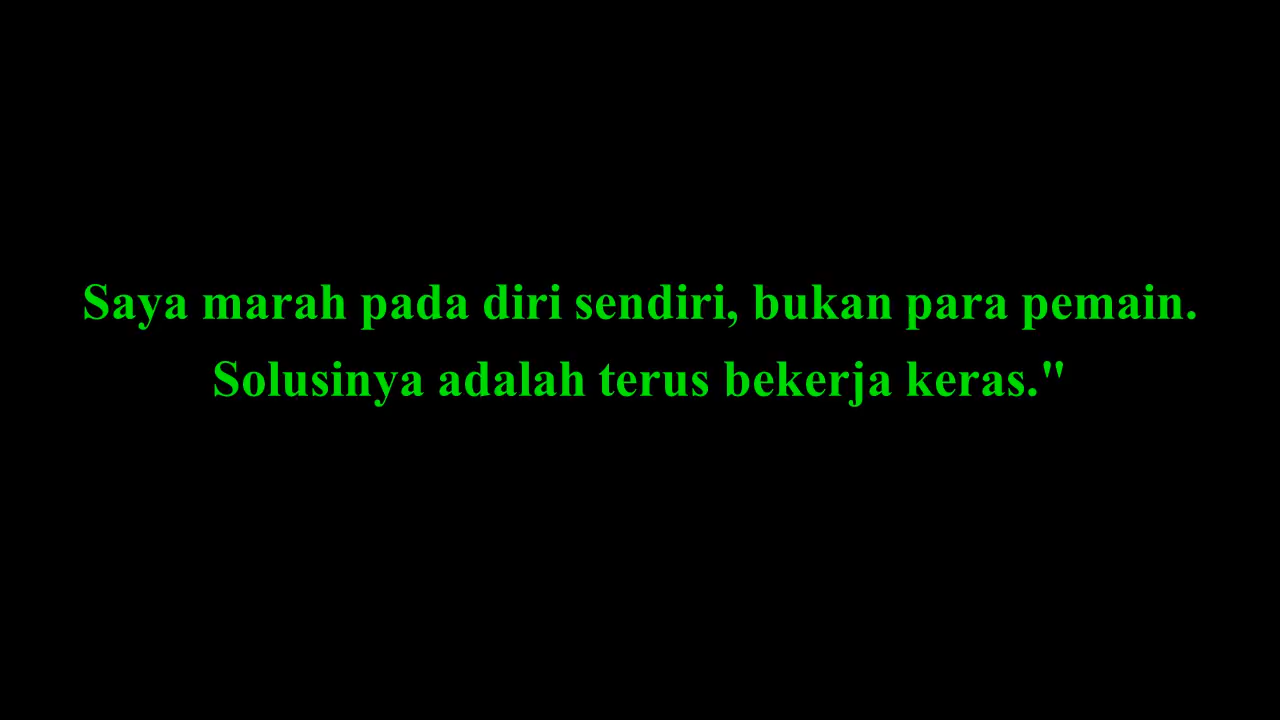 Saya marah pada diri sendiri, bukan para pemain.
Solusinya adalah terus bekerja keras."